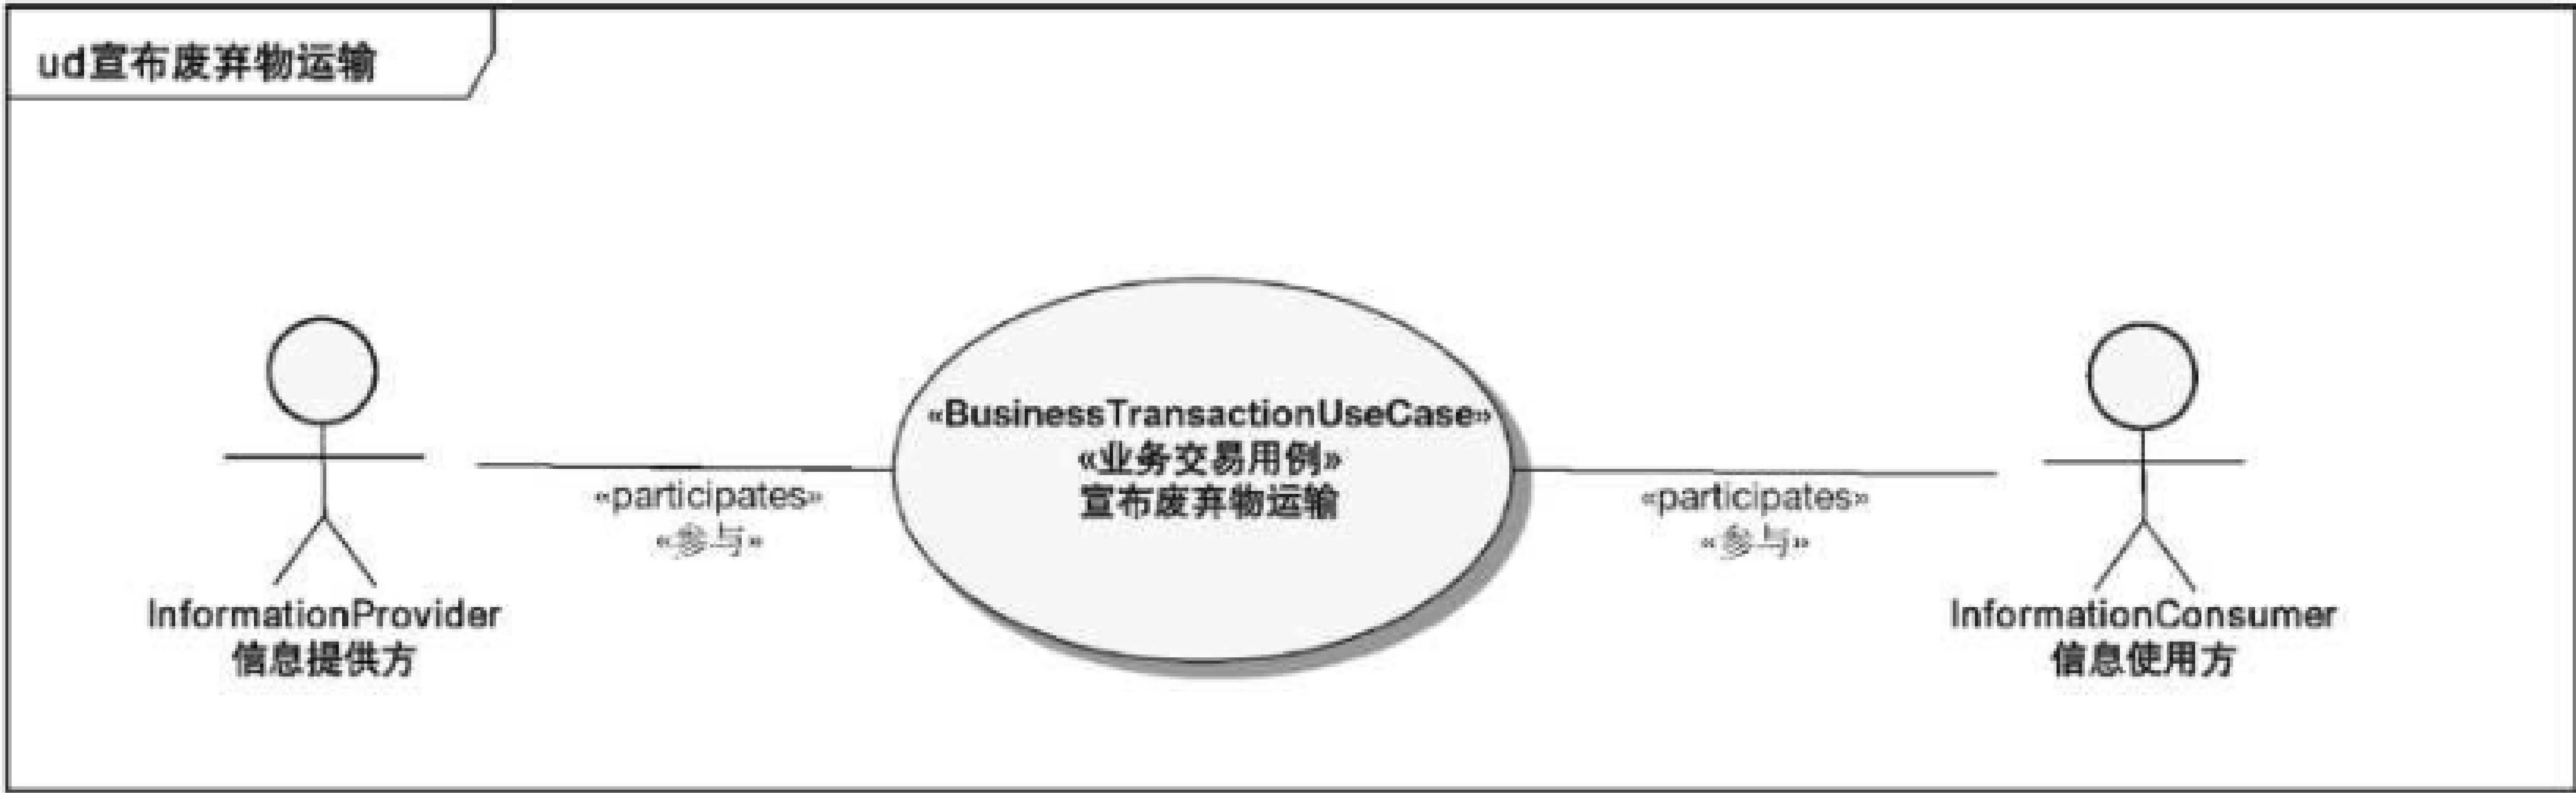 ud宣布废弃物运输
«BusinessTransactionUseCase»
«业务交易用例»
宣布废弃物运输
«participates»
«参与»
«participates»
«参与»
InformationProvider
信息提供方
InformationConsumer
信息使用方